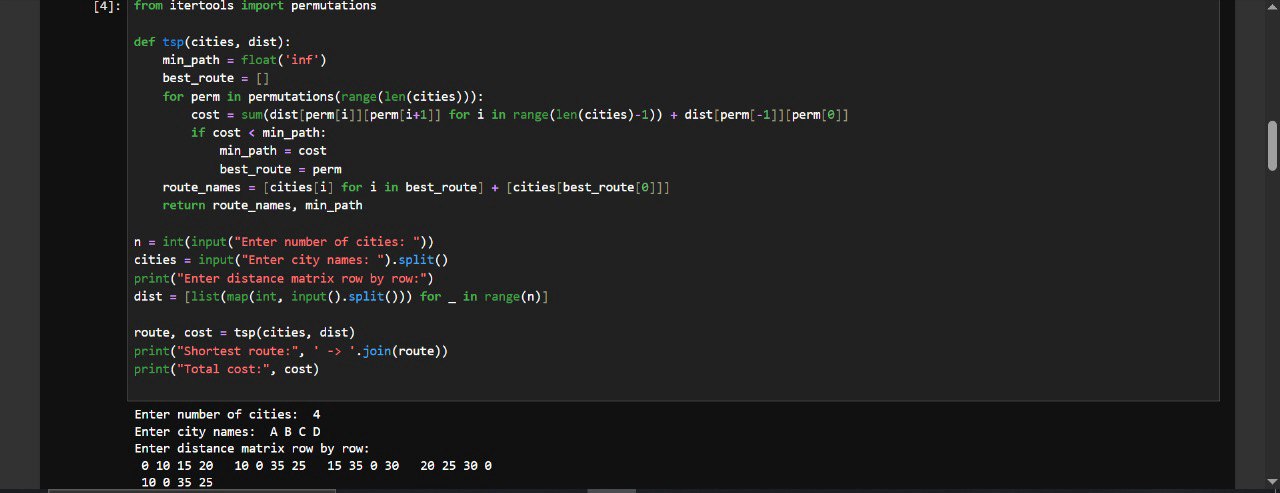 [4]: from itertools import permutations
def tsp(cities, dist):
    min_path = float('inf')
    best_route = []
    for perm in permutations(range(len(cities))):
        cost = sum(dist[perm[i]][perm[i+1]] for i in range(len(cities)-1)) + dist[perm[-1]][perm[0]]
        if cost < min_path:
            min_path = cost
            best_route = perm
    route_names = [cities[i] for i in best_route] + [cities[best_route[0]]]
    return route_names, min_path
n = int(input("Enter number of cities: "))
cities = input("Enter city names: ").split()
print("Enter distance matrix row by row:")
dist = [list(map(int, input().split())) for _ in range(n)]
route, cost = tsp(cities, dist)
print("Shortest route:", ' -> '.join(route))
print("Total cost:", cost)
Enter number of cities:  4
Enter city names:  A B C D
Enter distance matrix row by row:
 0 10 15 20   10 0 35 25   15 35 0 30   20 25 30 0
 10 0 35 25